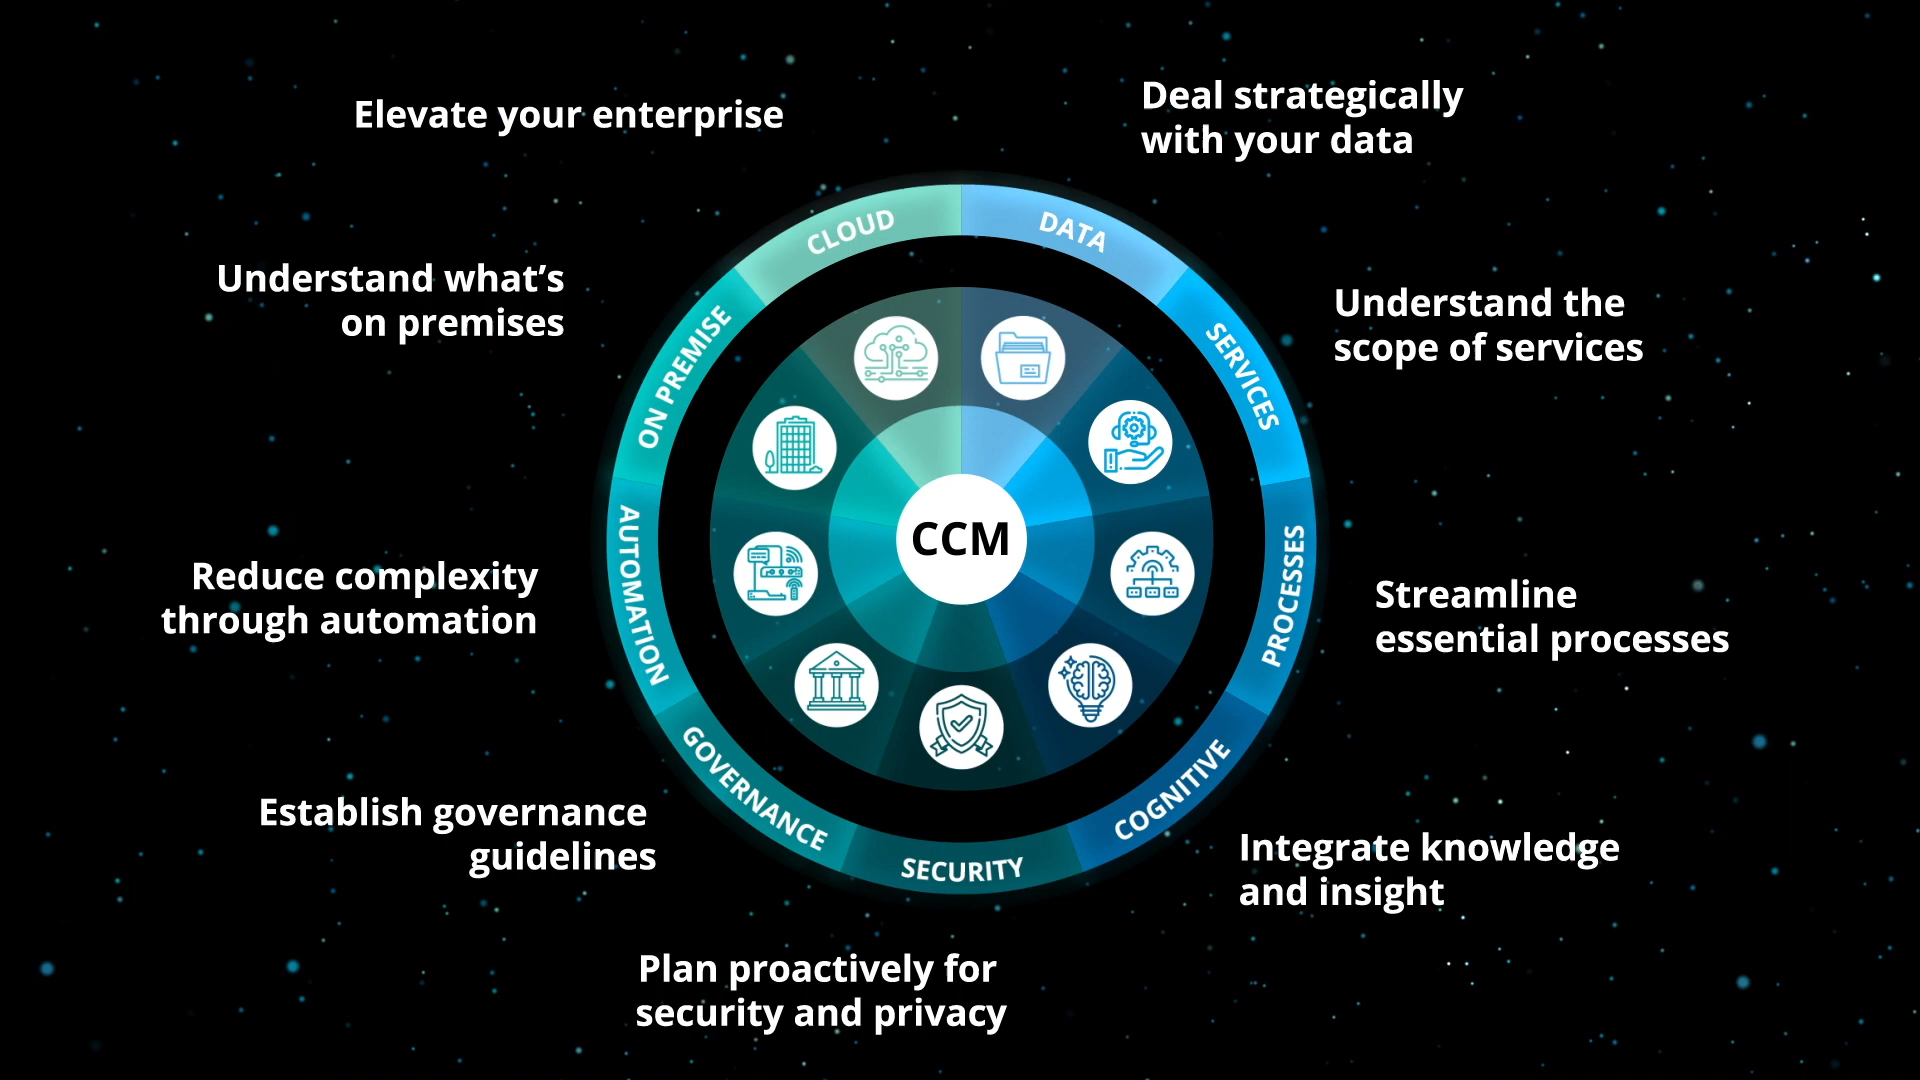 Elevate your enterprise
Deal strategically
with your data
CLOUD
DATA
Understand what’s
on premises
ON PREMISE
SERVICES
Understand the
scope of services
CCM
AUTOMATION
PROCESSES
Reduce complexity
through automation
Streamline
essential processes
GOVERNANCE
COGNITIVE
Establish governance
guidelines
SECURITY
Integrate knowledge
and insight
Plan proactively for
security and privacy